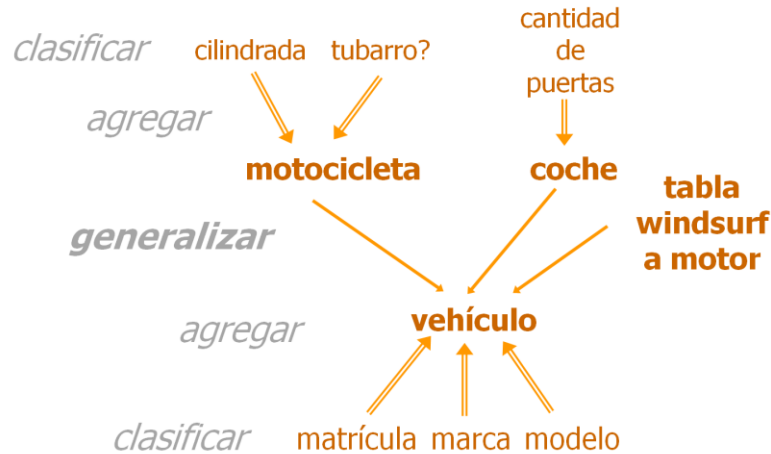 clasificar
cilindrada
tubarro?
cantidad
de
puertas
agregar
motocicleta
coche
tabla
windsurf
a motor
generalizar
vehículo
agregar
clasificar
matrícula
marca
modelo